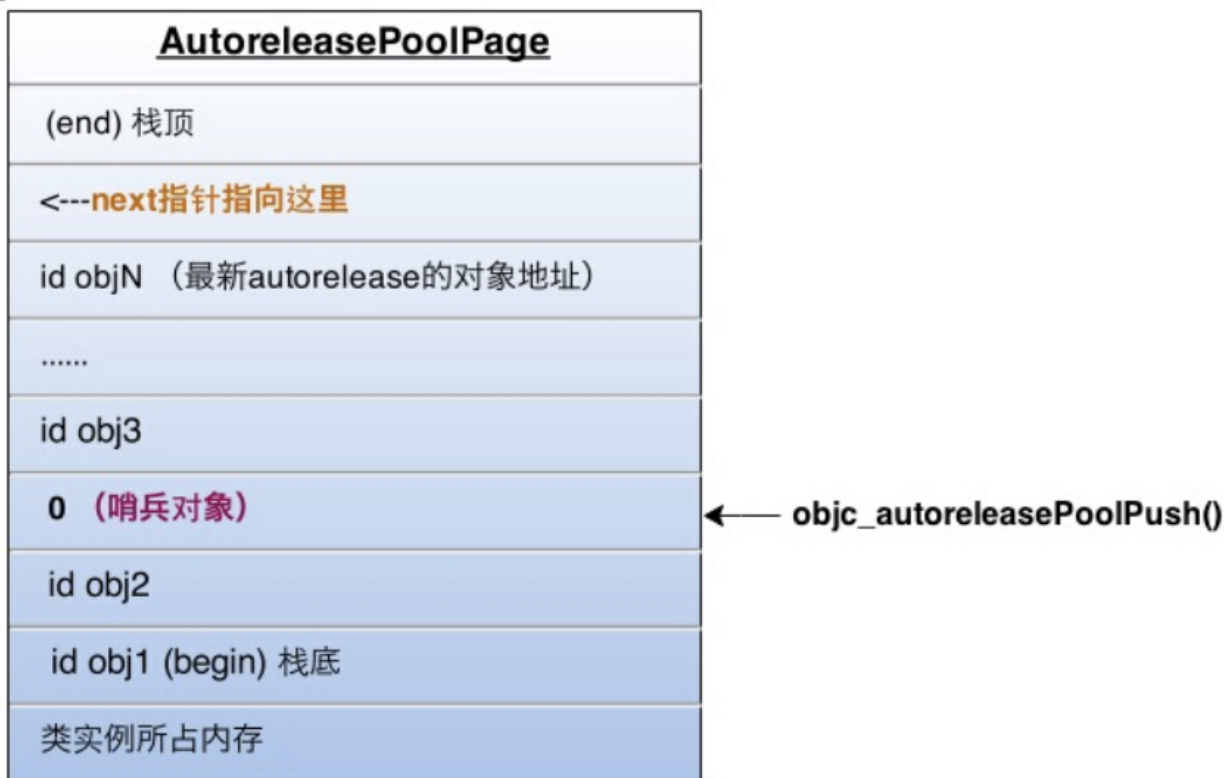 AutoreleasePoolPage
(end) 栈顶
<---next指针指向这里
id objN （最新autorelease的对象地址）
......
id obj3
0 （哨兵对象）
objc_autoreleasePoolPush()
id obj2
id obj1 (begin) 栈底
类实例所占内存